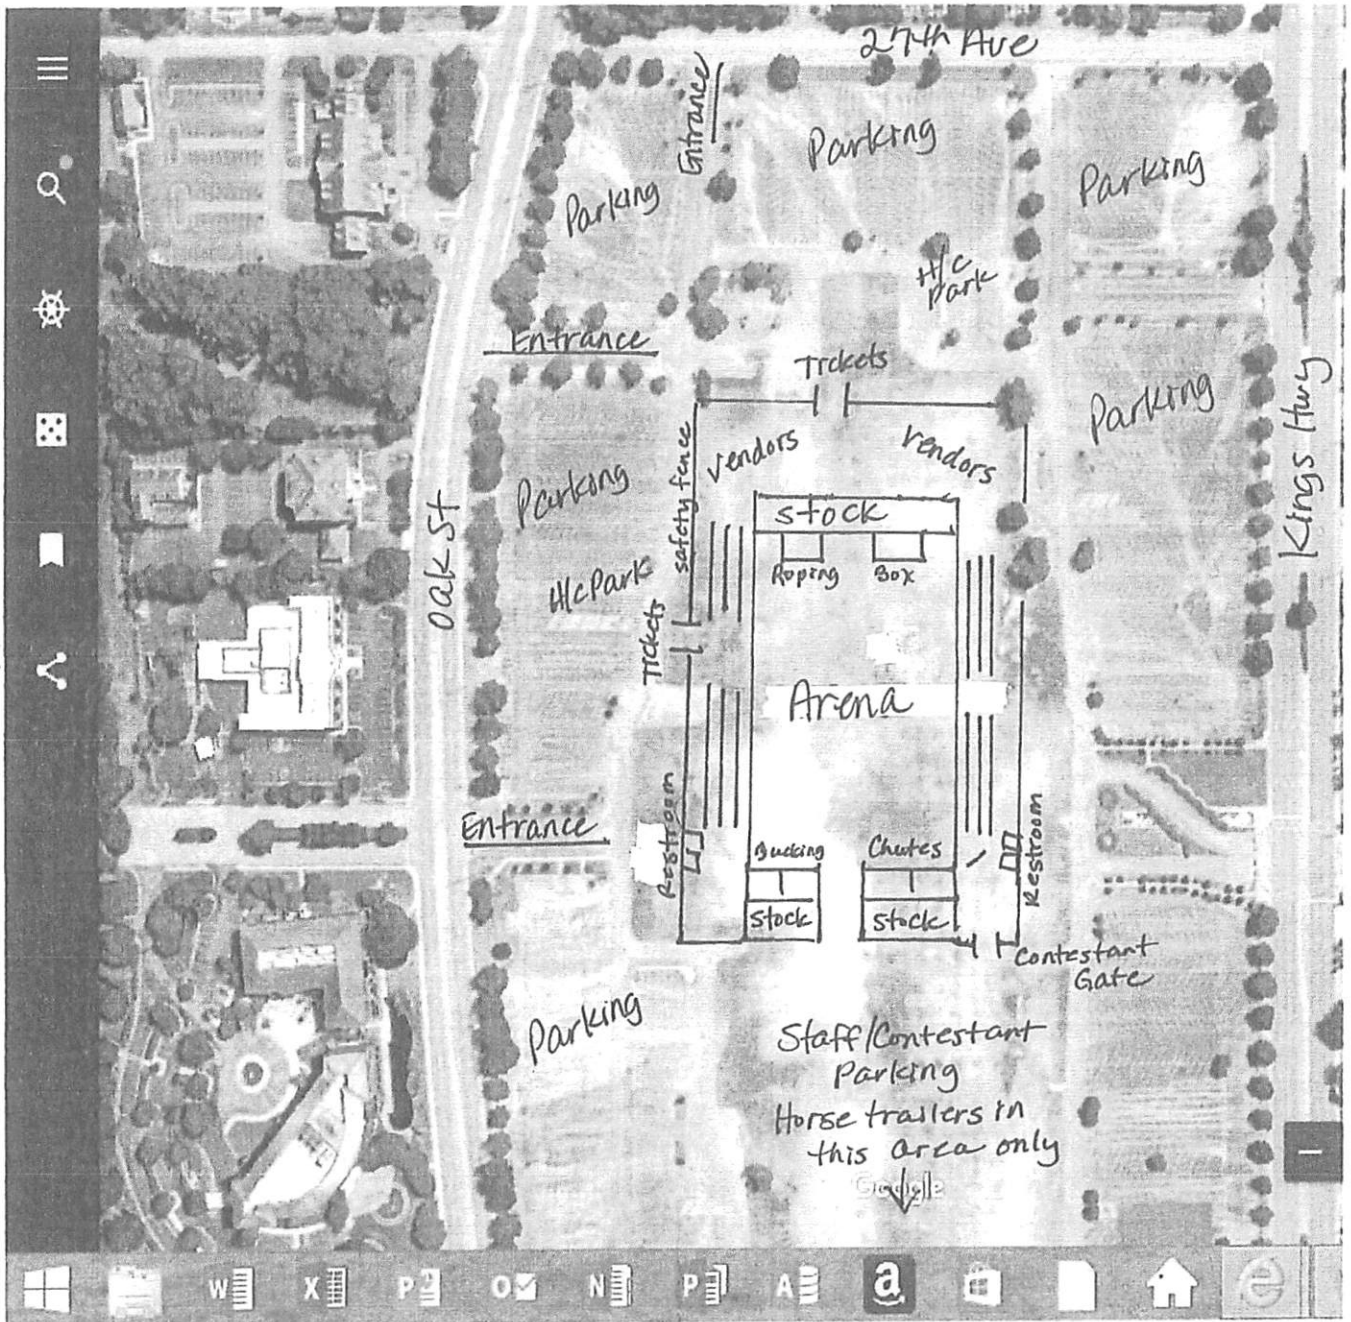 27th Ave
Entrance
Parking
Parking
Parking
H/c
Park
Entrance
Tickets
Parking
Kings Hwy
Vendors
Vendors
safety fence
Parking
Stock
Oak St
Roping
Box
H/c Park
Tickets
Arena
Restroom
Entrance
Bucking
Chutes
Restroom
Stock
Stock
Contestant
Gate
Parking
Staff/Contestant
Parking
Horse trailers in
this area only
Google
W
X
P
O
N
P
A
a
e